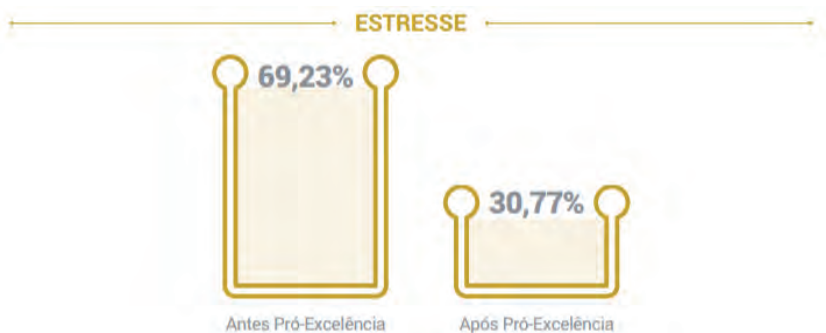 ESTRESSE
69,23%
30,77%
Antes Pró-Excelência
Após Pró-Excelência